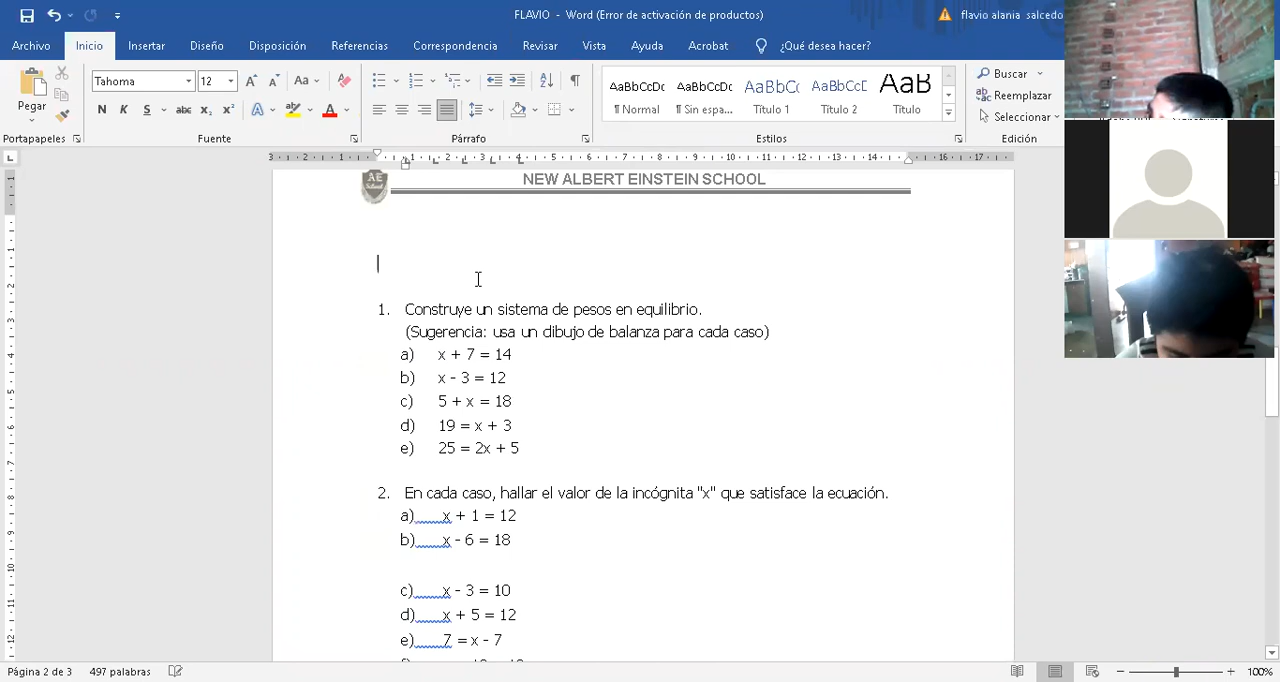 FLAVIO - Word (Error de activación de productos)
flavio alania salcedo
Archivo Inicio Insertar Diseño Disposición Referencias Correspondencia Revisar Vista Ayuda Acrobat ¿Qué desea hacer?
Pegar
Tahoma 12
Portapapeles Fuente Párrafo Estilos Edición
AaBbCcDc AaBbCcDc AaBbC( AaBbCcE AaB
¶ Normal ¶ Sin espa... Título 1 Título 2 Título
Buscar
Reemplazar
Seleccionar
AE
School
NEW ALBERT EINSTEIN SCHOOL
1. Construye un sistema de pesos en equilibrio.
(Sugerencia: usa un dibujo de balanza para cada caso)
a) x + 7 = 14
b) x - 3 = 12
c) 5 + x = 18
d) 19 = x + 3
e) 25 = 2x + 5
2. En cada caso, hallar el valor de la incógnita "x" que satisface la ecuación.
a) x + 1 = 12
b) x - 6 = 18
c) x - 3 = 10
d) x + 5 = 12
e) 7 = x - 7
Página 2 de 3 497 palabras
100%